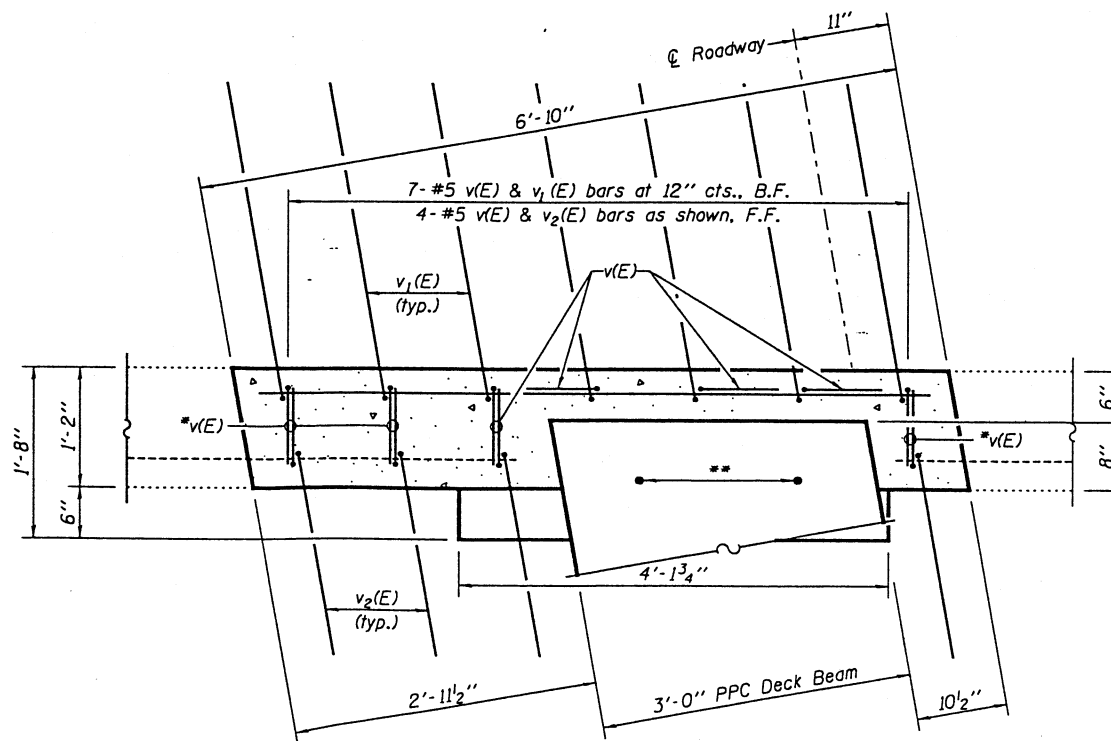 11"
℄ Roadway
6'-10"
7- #5 v(E) & v₁(E) bars at 12" cts., B.F.
4- #5 v(E) & v₂(E) bars as shown, F.F.
v₁(E)
(typ.)
v(E)
*v(E)
*v(E)
1'-8"
1'-2"
6"
6"
8"
**
4'-1¾"
v₂(E)
(typ.)
2'-11½"
3'-0" PPC Deck Beam
10½"